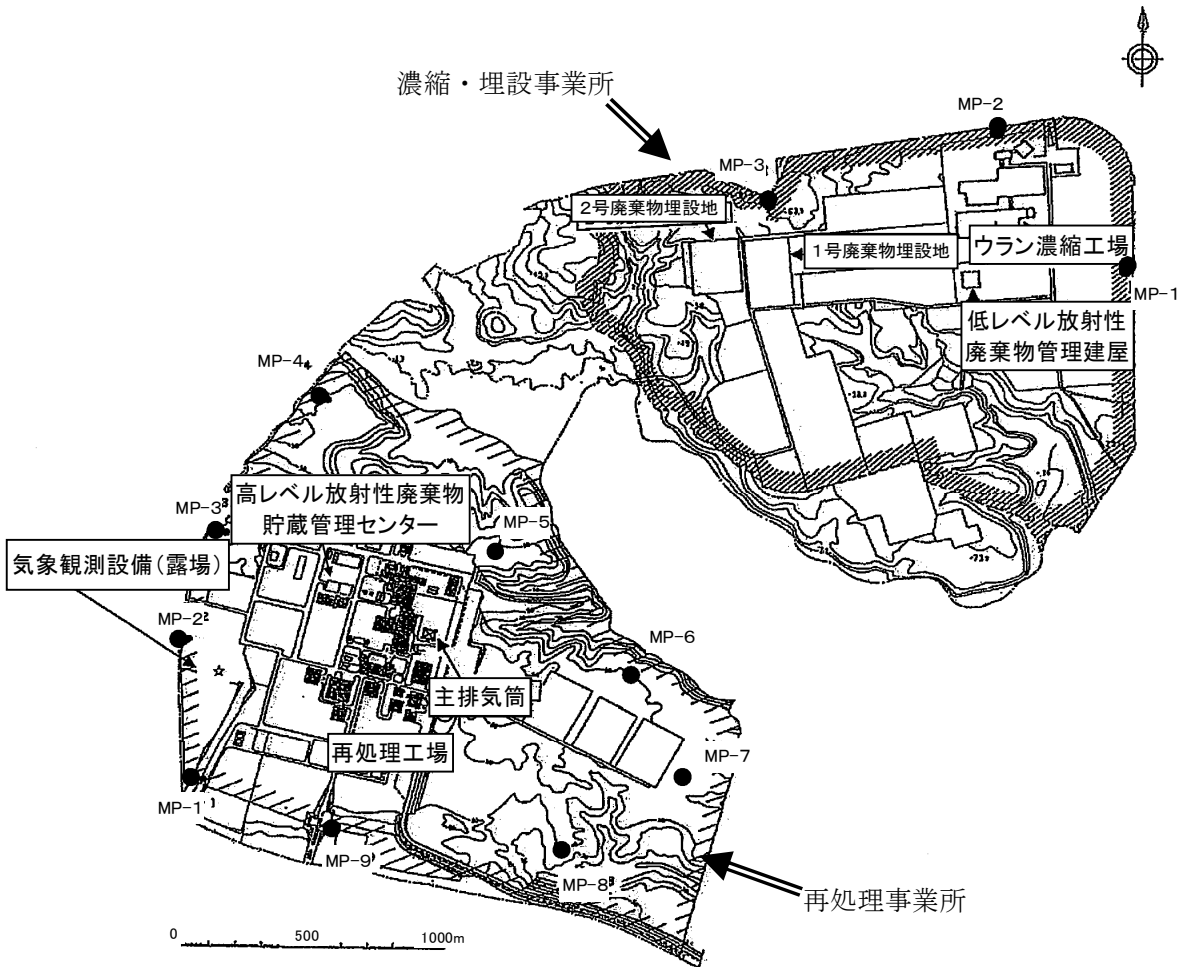 濃縮・埋設事業所
MP-2
MP-3
2号廃棄物埋設地
1号廃棄物埋設地
ウラン濃縮工場
MP-1
低レベル放射性
廃棄物管理建屋
MP-4
高レベル放射性廃棄物
貯蔵管理センター
MP-3
MP-5
気象観測設備(露場)
MP-2
MP-6
主排気筒
MP-7
再処理工場
MP-1
MP-9
MP-8
再処理事業所
0 500 1000m